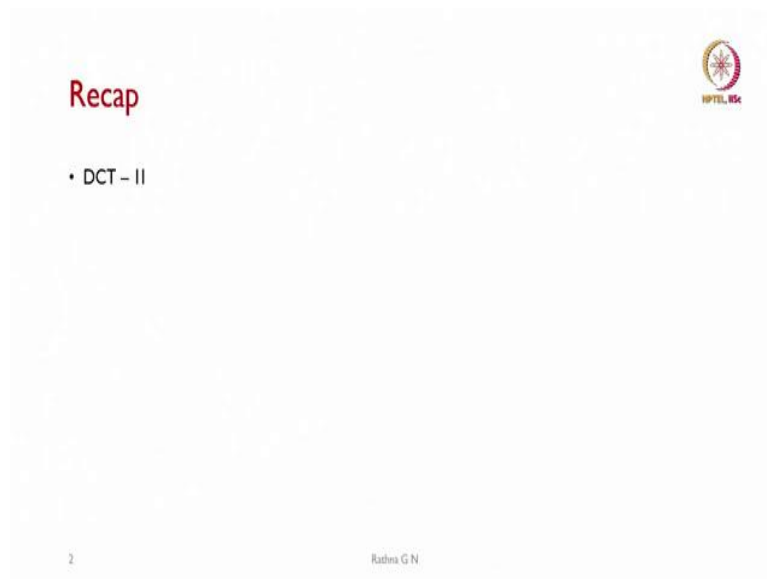 NPTEL, IISc
Recap
• DCT – II
2
Rathna G N